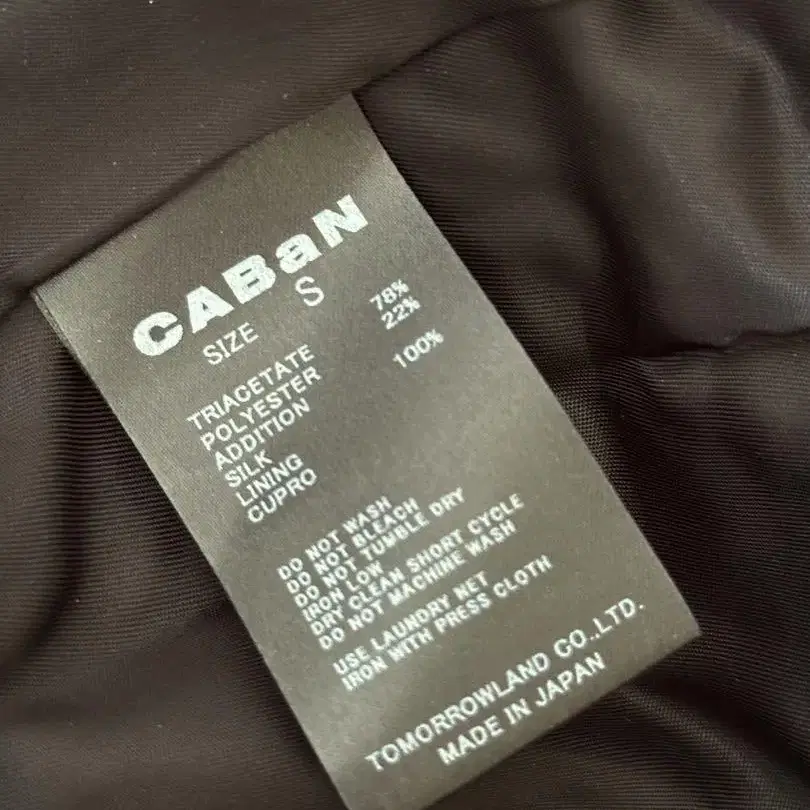 CABaN
SIZE S
TRIACETATE 78%
POLYESTER 22%
ADDITION
SILK 100%
LINING
CUPRO
DO NOT WASH
DO NOT BLEACH
DO NOT TUMBLE DRY
IRON LOW
DRY CLEAN SHORT CYCLE
DO NOT MACHINE WASH
USE LAUNDRY NET
IRON WITH PRESS CLOTH
TOMORROWLAND CO.,LTD.
MADE IN JAPAN